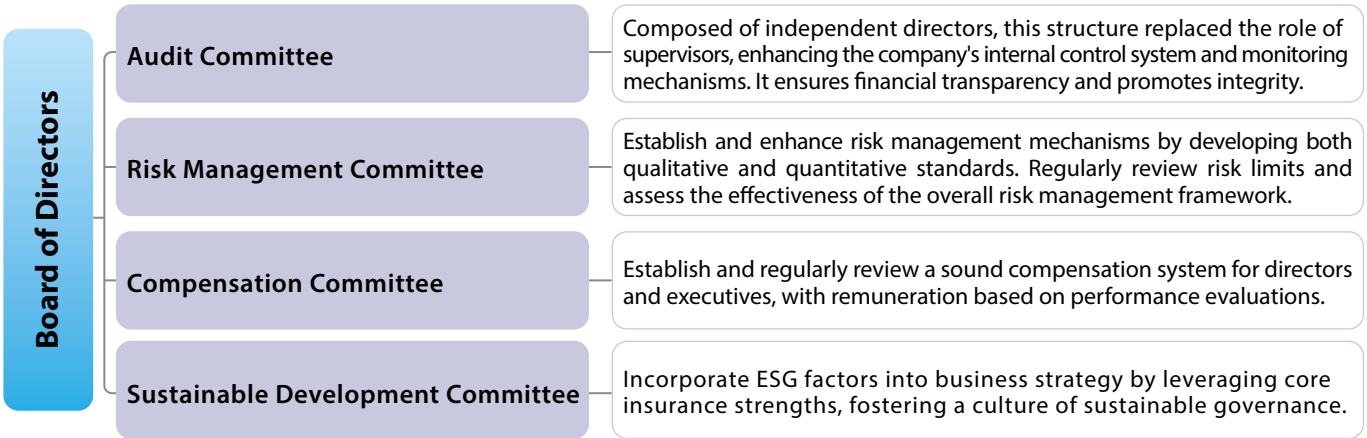 Board of Directors
Audit Committee
Composed of independent directors, this structure replaced the role of
supervisors, enhancing the company's internal control system and monitoring
mechanisms. It ensures financial transparency and promotes integrity.
Risk Management Committee
Establish and enhance risk management mechanisms by developing both
qualitative and quantitative standards. Regularly review risk limits and
assess the effectiveness of the overall risk management framework.
Compensation Committee
Establish and regularly review a sound compensation system for directors
and executives, with remuneration based on performance evaluations.
Sustainable Development Committee
Incorporate ESG factors into business strategy by leveraging core
insurance strengths, fostering a culture of sustainable governance.